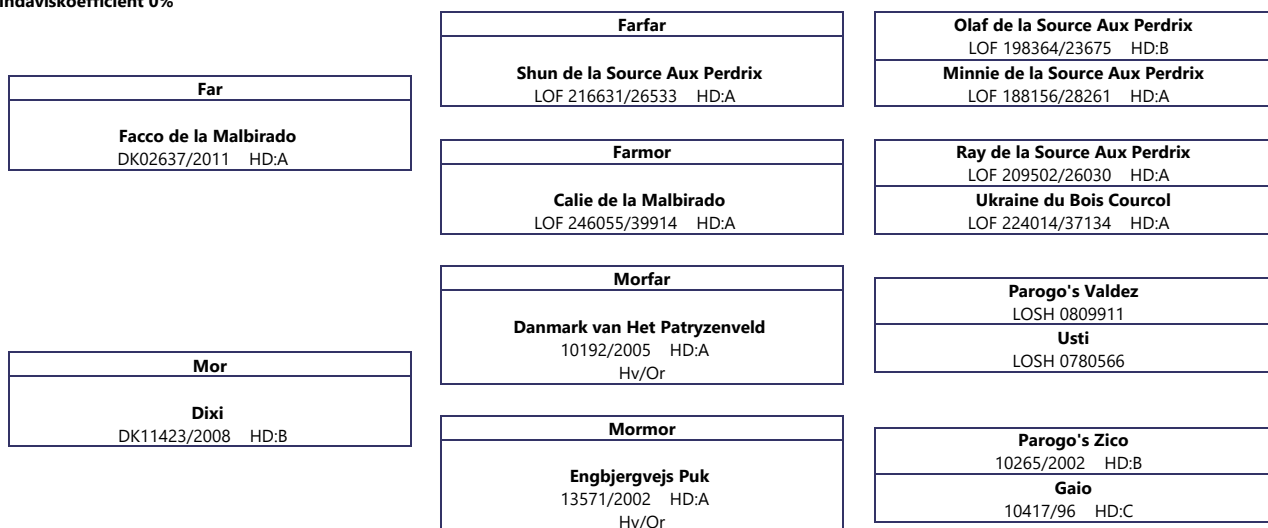 Indaviskoefficient 0%
Far
Facco de la Malbirado
DK02637/2011 HD:A
Mor
Dixi
DK11423/2008 HD:B
Farfar
Shun de la Source Aux Perdrix
LOF 216631/26533 HD:A
Farmor
Calie de la Malbirado
LOF 246055/39914 HD:A
Morfar
Danmark van Het Patryzenveld
10192/2005 HD:A
Hv/Or
Mormor
Engbjergvejs Puk
13571/2002 HD:A
Hv/Or
Olaf de la Source Aux Perdrix
LOF 198364/23675 HD:B
Minnie de la Source Aux Perdrix
LOF 188156/28261 HD:A
Ray de la Source Aux Perdrix
LOF 209502/26030 HD:A
Ukraine du Bois Courcol
LOF 224014/37134 HD:A
Parogo's Valdez
LOSH 0809911
Usti
LOSH 0780566
Parogo's Zico
10265/2002 HD:B
Gaio
10417/96 HD:C